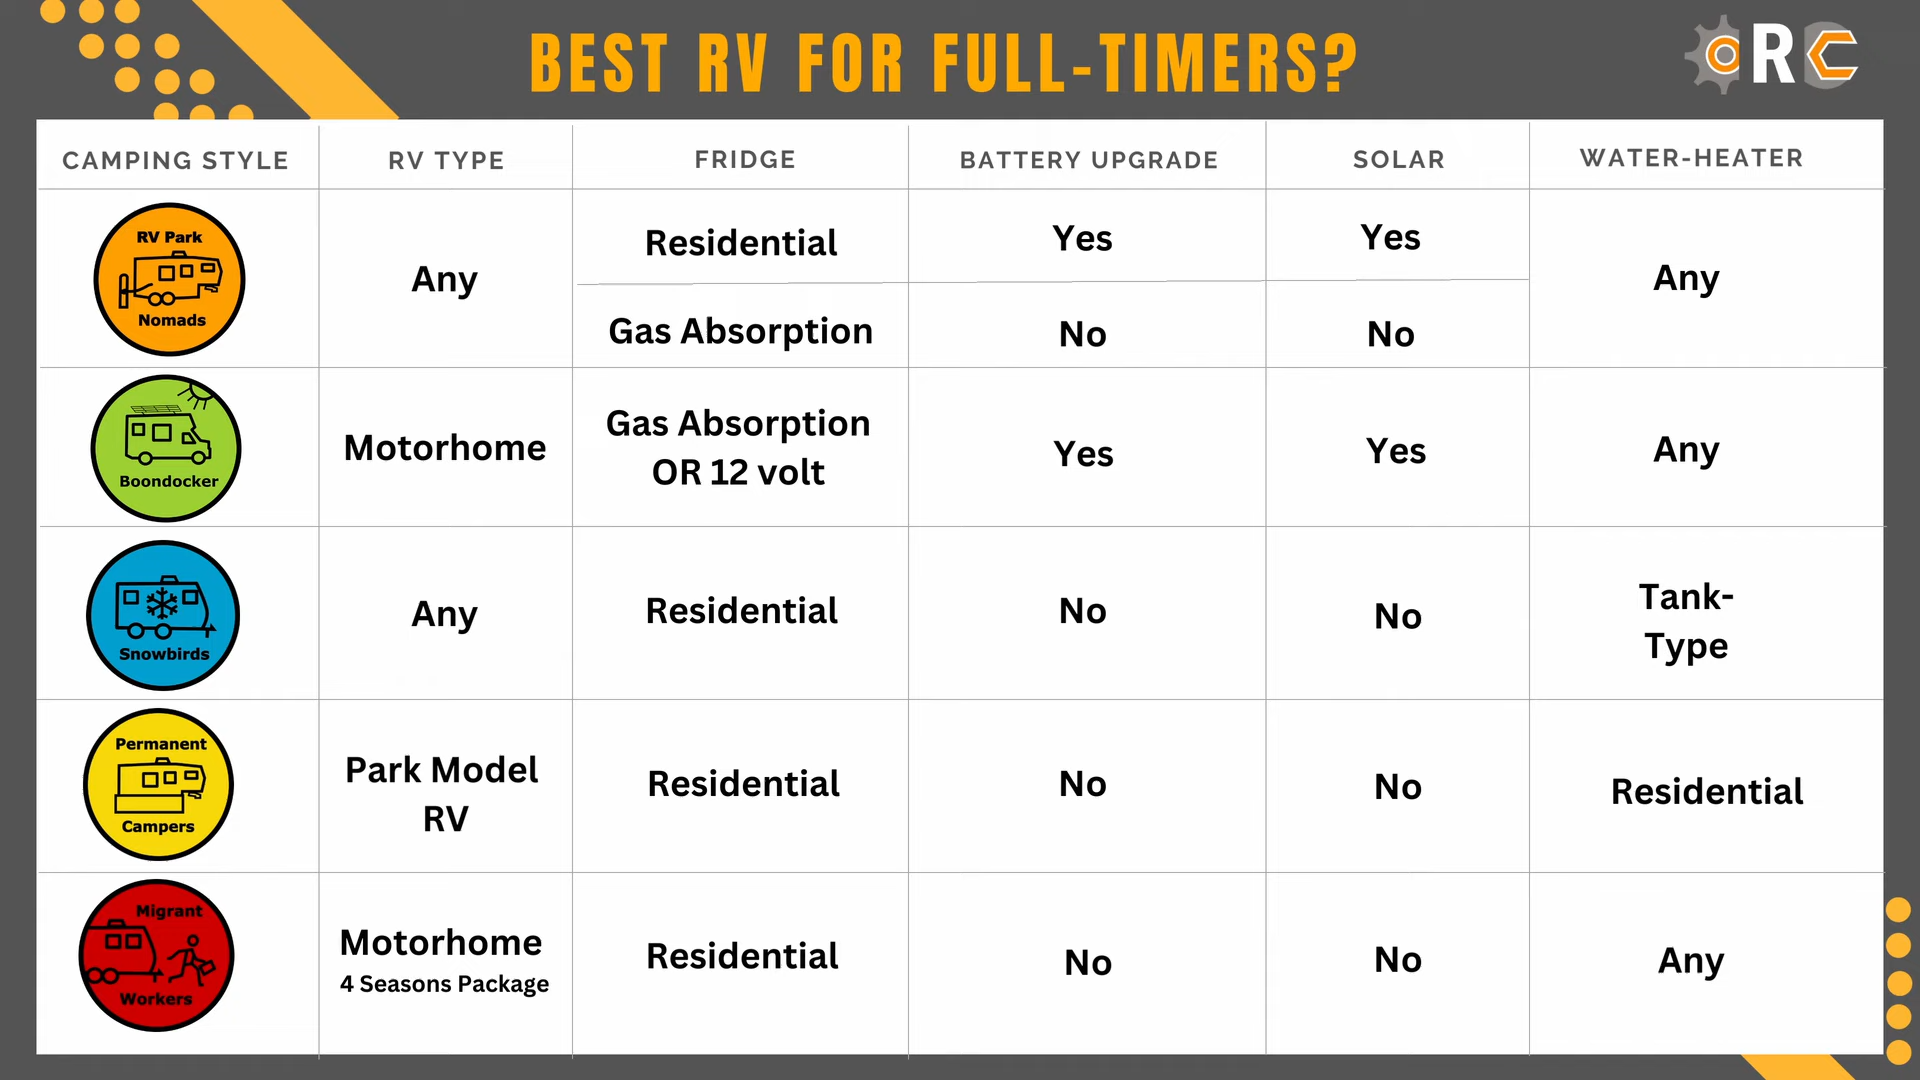 BEST RV FOR FULL-TIMERS?
ORC
CAMPING STYLE
RV TYPE
FRIDGE
BATTERY UPGRADE
SOLAR
WATER-HEATER
RV Park
Nomads
Any
Residential
Yes
Yes
Gas Absorption
No
No
Any
Boondocker
Motorhome
Gas Absorption
OR 12 volt
Yes
Yes
Any
Snowbirds
Any
Residential
No
No
Tank-
Type
Permanent
Campers
Park Model
RV
Residential
No
No
Residential
Migrant
Workers
Motorhome
4 Seasons Package
Residential
No
No
Any